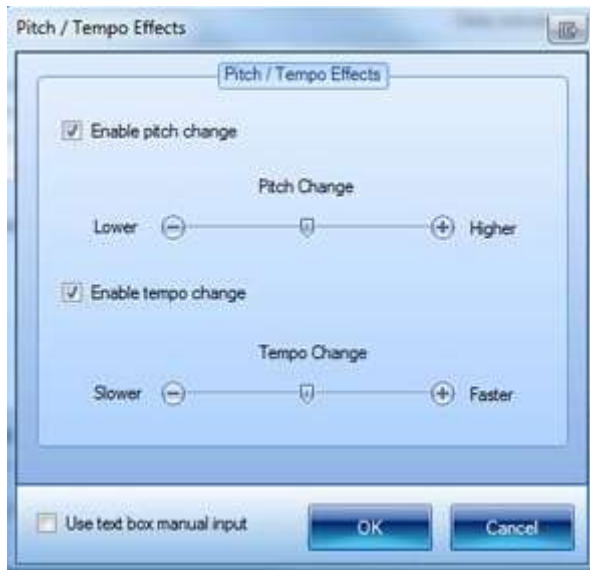 Pitch / Tempo Effects
Pitch / Tempo Effects
Enable pitch change
Pitch Change
Lower Higher
Enable tempo change
Tempo Change
Slower Faster
Use text box manual input OK Cancel